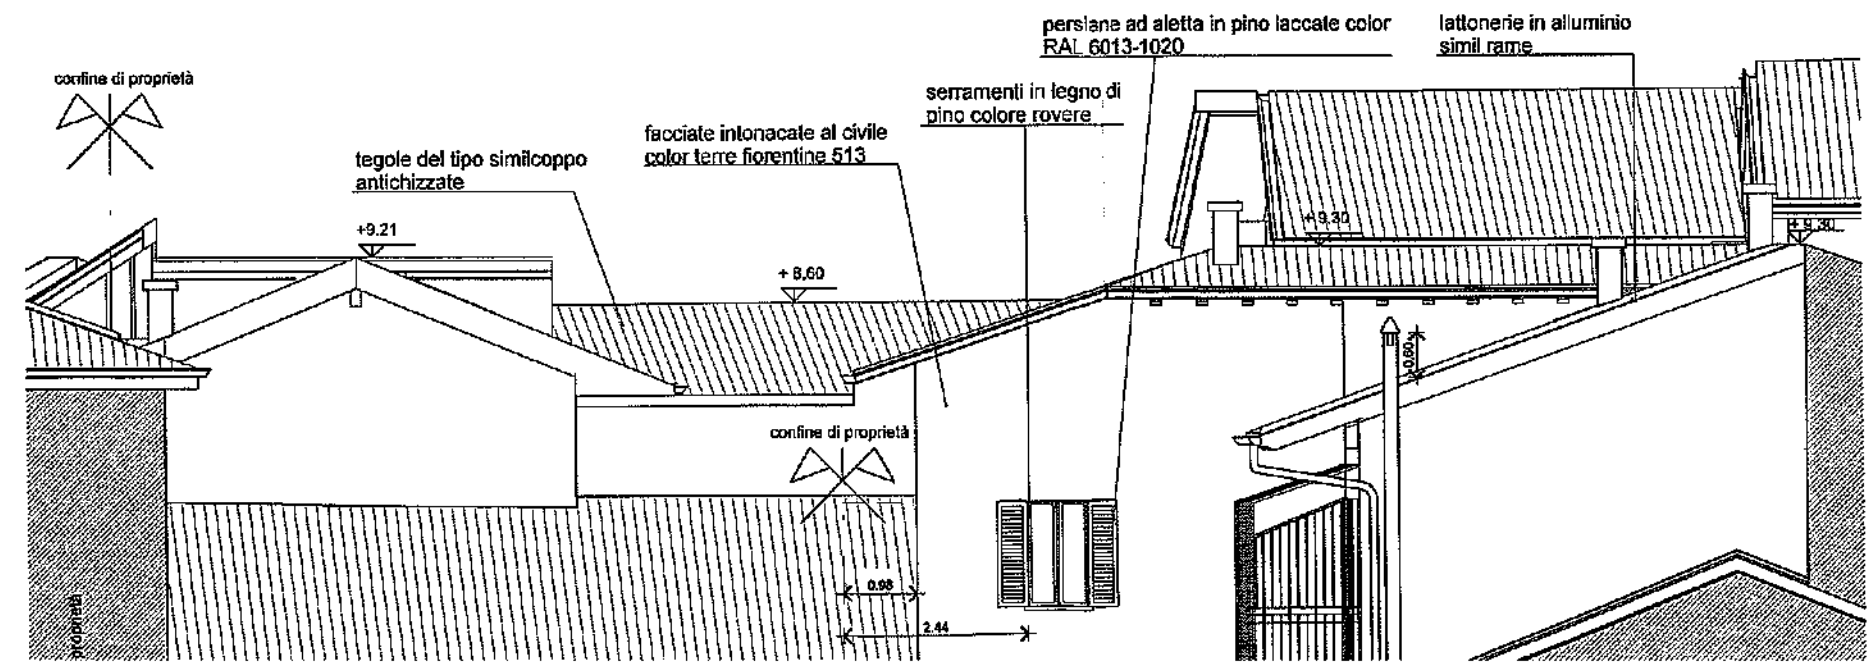 persiane ad aletta in pino laccate color
RAL 6013-1020
lattonerie in alluminio
simil rame
confine di proprietà
serramenti in legno di
pino colore rovere
facciate intonacate al civile
color terre fiorentine 513
tegole del tipo similcoppo
antichizzate
+9.21
+ 9.30
+ 9.30
+ 8.60
0.60
confine di proprietà
0.98
2.44
proprietà